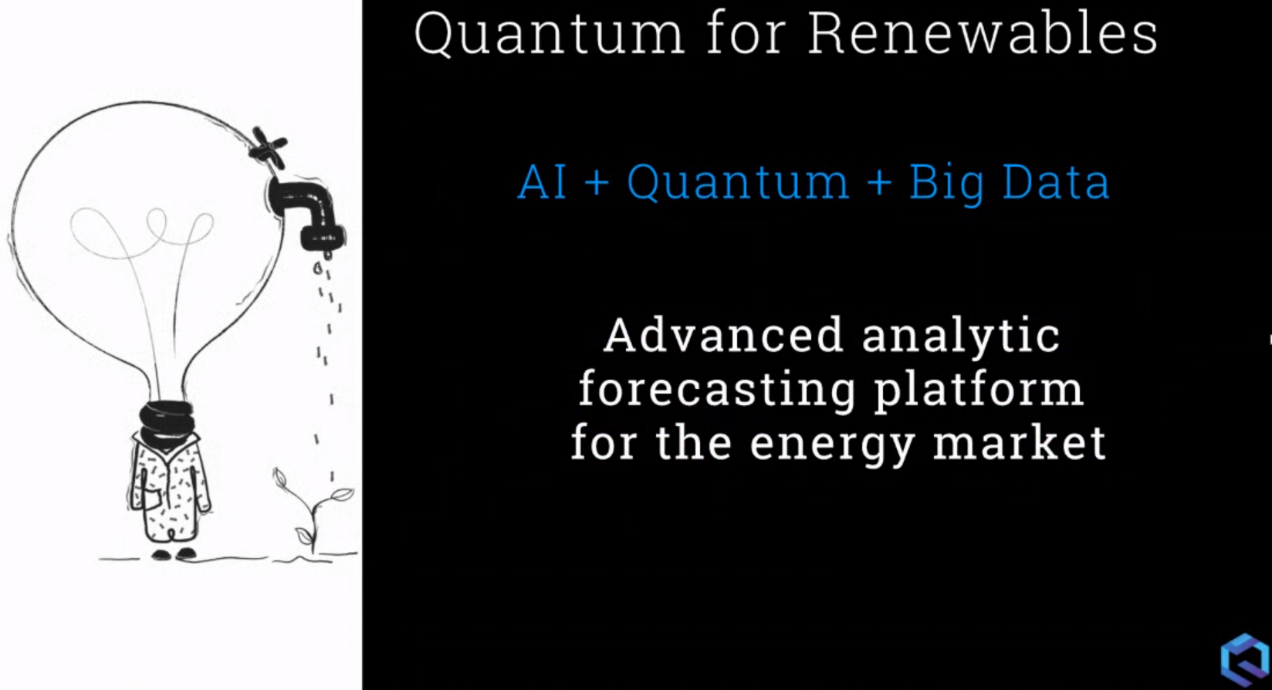 Quantum for Renewables
AI + Quantum + Big Data
Advanced analytic
forecasting platform
for the energy market